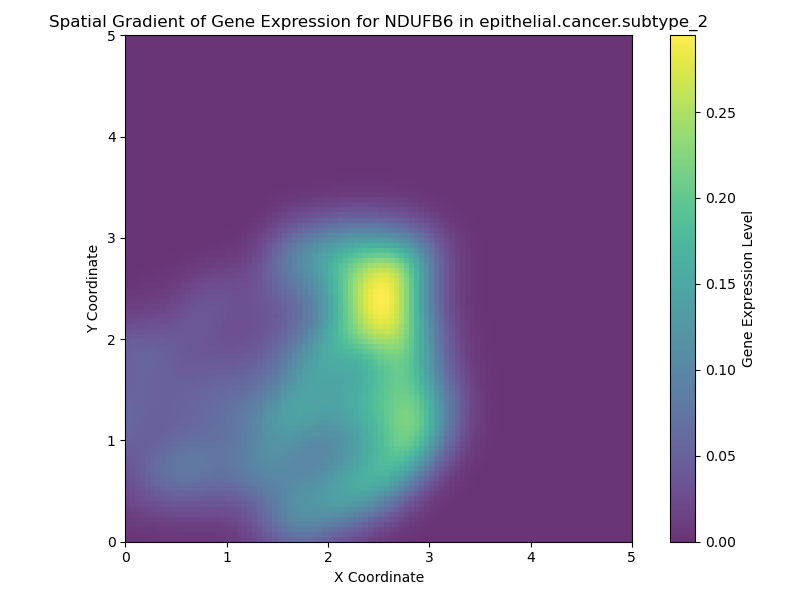 Spatial Gradient of Gene Expression for NDUFB6 in epithelial.cancer.subtype_2
5
4
3
2
1
0
0 1 2 3 4 5
X Coordinate
Y Coordinate
0.25
0.20
0.15
0.10
0.05
0.00
Gene Expression Level